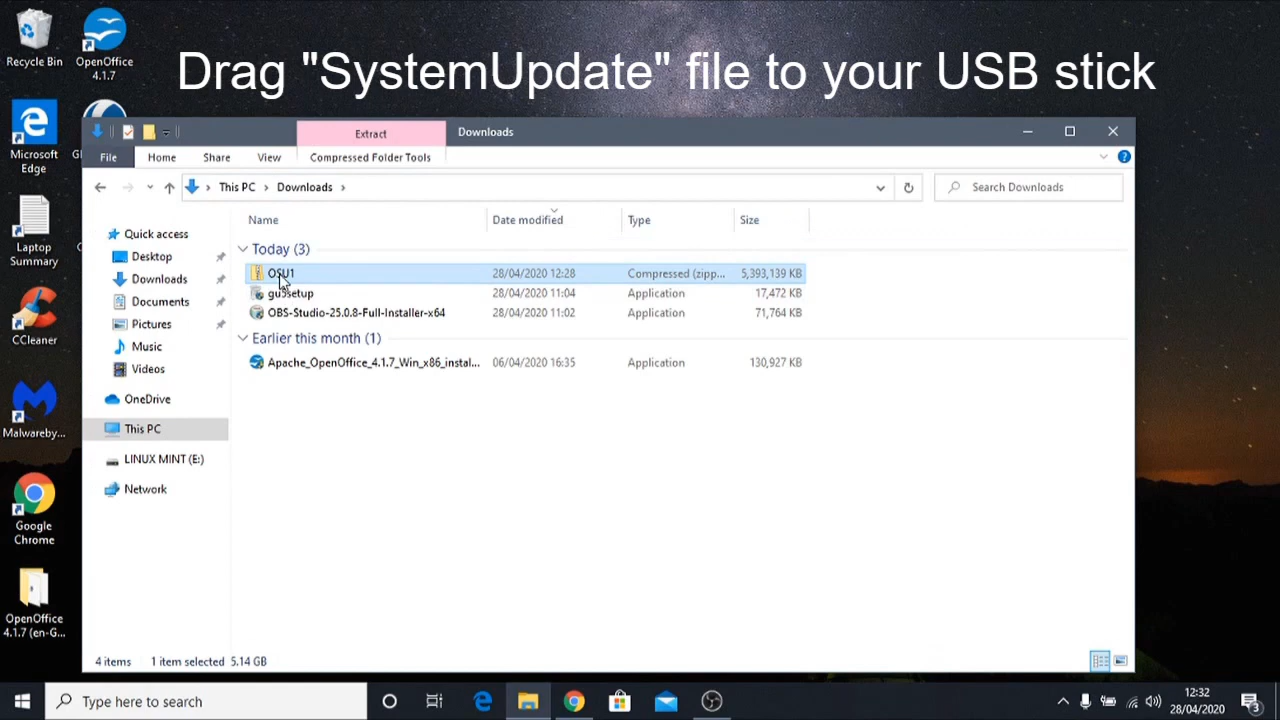 Drag "SystemUpdate" file to your USB stick
Recycle Bin
OpenOffice
4.1.7
Microsoft
Edge
Laptop
Summary
CCleaner
Malwareby...
Google
Chrome
OpenOffice
4.1.7 (en-G...
Extract
Downloads
File
Home
Share
View
Compressed Folder Tools
This PC
Downloads
Search Downloads
Name
Date modified
Type
Size
Quick access
Desktop
Downloads
Documents
Pictures
Music
Videos
OneDrive
This PC
LINUX MINT (E:)
Network
Today (3)
OSU1 28/04/2020 12:28 Compressed (zipp... 5,393,139 KB
gu5setup 28/04/2020 11:04 Application 17,472 KB
OBS-Studio-25.0.8-Full-Installer-x64 28/04/2020 11:02 Application 71,764 KB
Earlier this month (1)
Apache_OpenOffice_4.1.7_Win_x86_instal... 06/04/2020 16:35 Application 130,927 KB
4 items
1 item selected 5.14 GB
Type here to search
12:32
28/04/2020
3